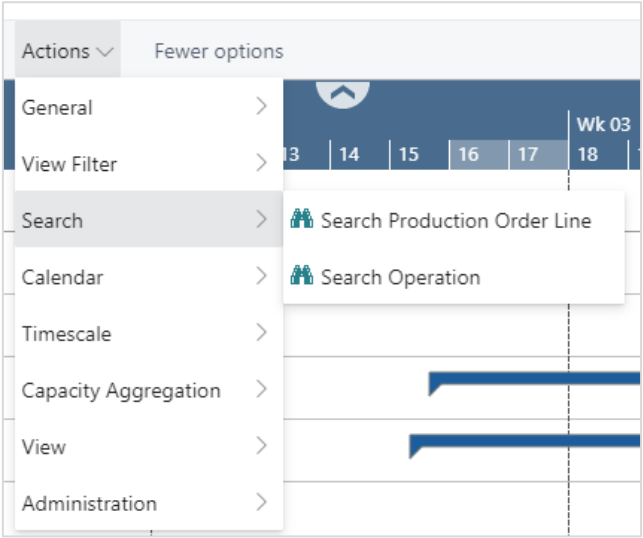 Actions Fewer options
General
Wk 03
View Filter
13 14 15 16 17 18
Search
Search Production Order Line
Calendar
Search Operation
Timescale
Capacity Aggregation
View
Administration